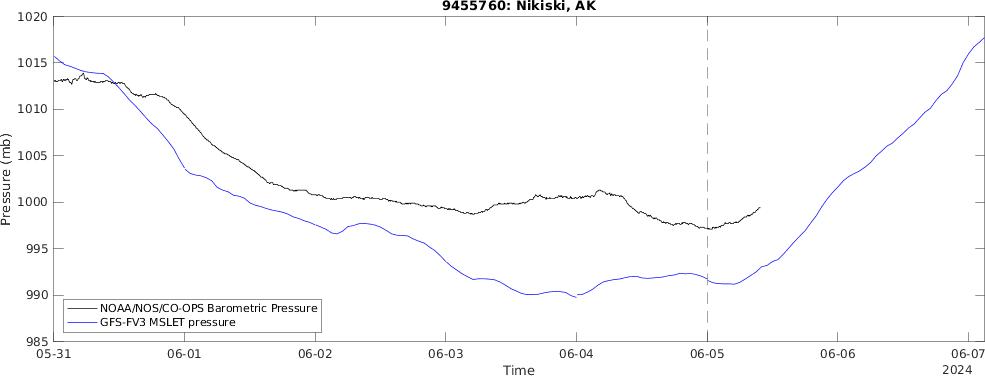 9455760: Nikiski, AK
1020
1015
1010
1005
1000
995
990
985
Pressure (mb)
NOAA/NOS/CO-OPS Barometric Pressure
GFS-FV3 MSLET pressure
05-31 06-01 06-02 06-03 06-04 06-05 06-06 06-07
Time
2024